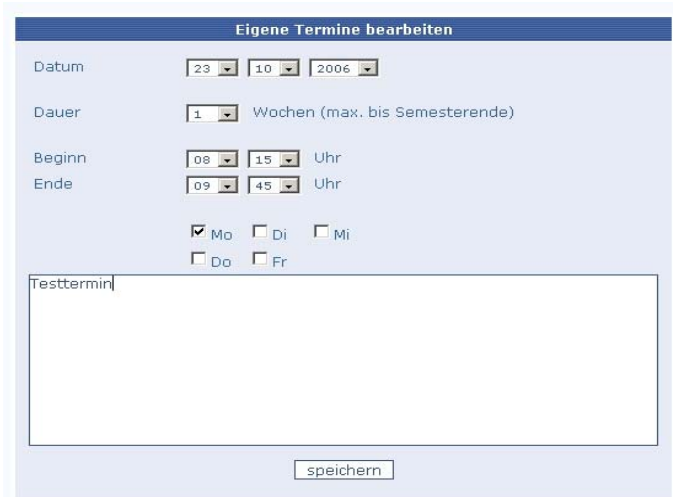 Eigene Termine bearbeiten
Datum 23 10 2006
Dauer 1 Wochen (max. bis Semesterende)
Beginn 08 15 Uhr
Ende 09 45 Uhr
Mo Di Mi
Do Fr
Testtermin
speichern